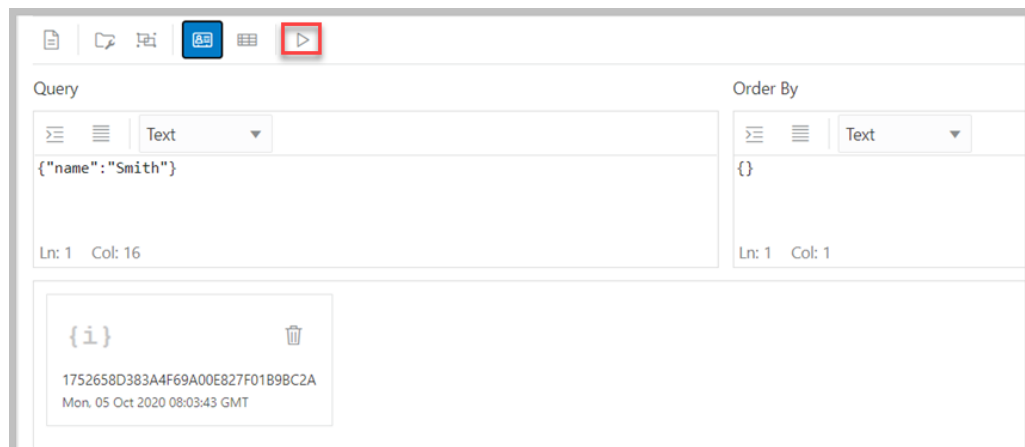 Query
Order By
Text
Text
{"name":"Smith"}
{}
Ln: 1 Col: 16
Ln: 1 Col: 1
{i}
1752658D383A4F69A00E827F01B9BC2A
Mon, 05 Oct 2020 08:03:43 GMT